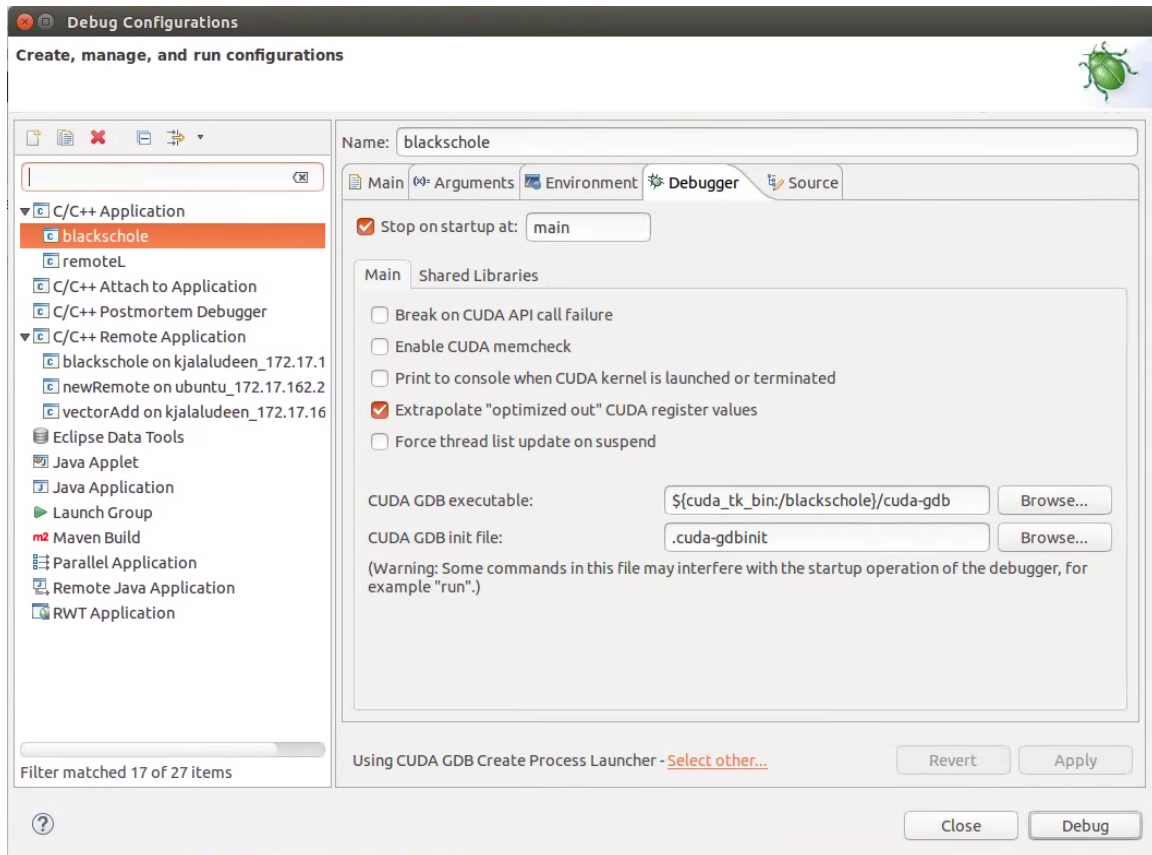 Debug Configurations
Create, manage, and run configurations
Name: blackschole
Main Arguments Environment Debugger Source
C/C++ Application
blackschole
remoteL
C/C++ Attach to Application
C/C++ Postmortem Debugger
C/C++ Remote Application
blackschole on kjalaludeen_172.17.1
newRemote on ubuntu_172.17.162.2
vectorAdd on kjalaludeen_172.17.16
Eclipse Data Tools
Java Applet
Java Application
Launch Group
m2 Maven Build
Parallel Application
Remote Java Application
RWT Application
Filter matched 17 of 27 items
Stop on startup at: main
Main Shared Libraries
Break on CUDA API call failure
Enable CUDA memcheck
Print to console when CUDA kernel is launched or terminated
Extrapolate "optimized out" CUDA register values
Force thread list update on suspend
CUDA GDB executable: ${cuda_tk_bin:/blackschole}/cuda-gdb Browse...
CUDA GDB init file: .cuda-gdbinit Browse...
(Warning: Some commands in this file may interfere with the startup operation of the debugger, for
example "run".)
Using CUDA GDB Create Process Launcher - Select other... Revert Apply
Close Debug